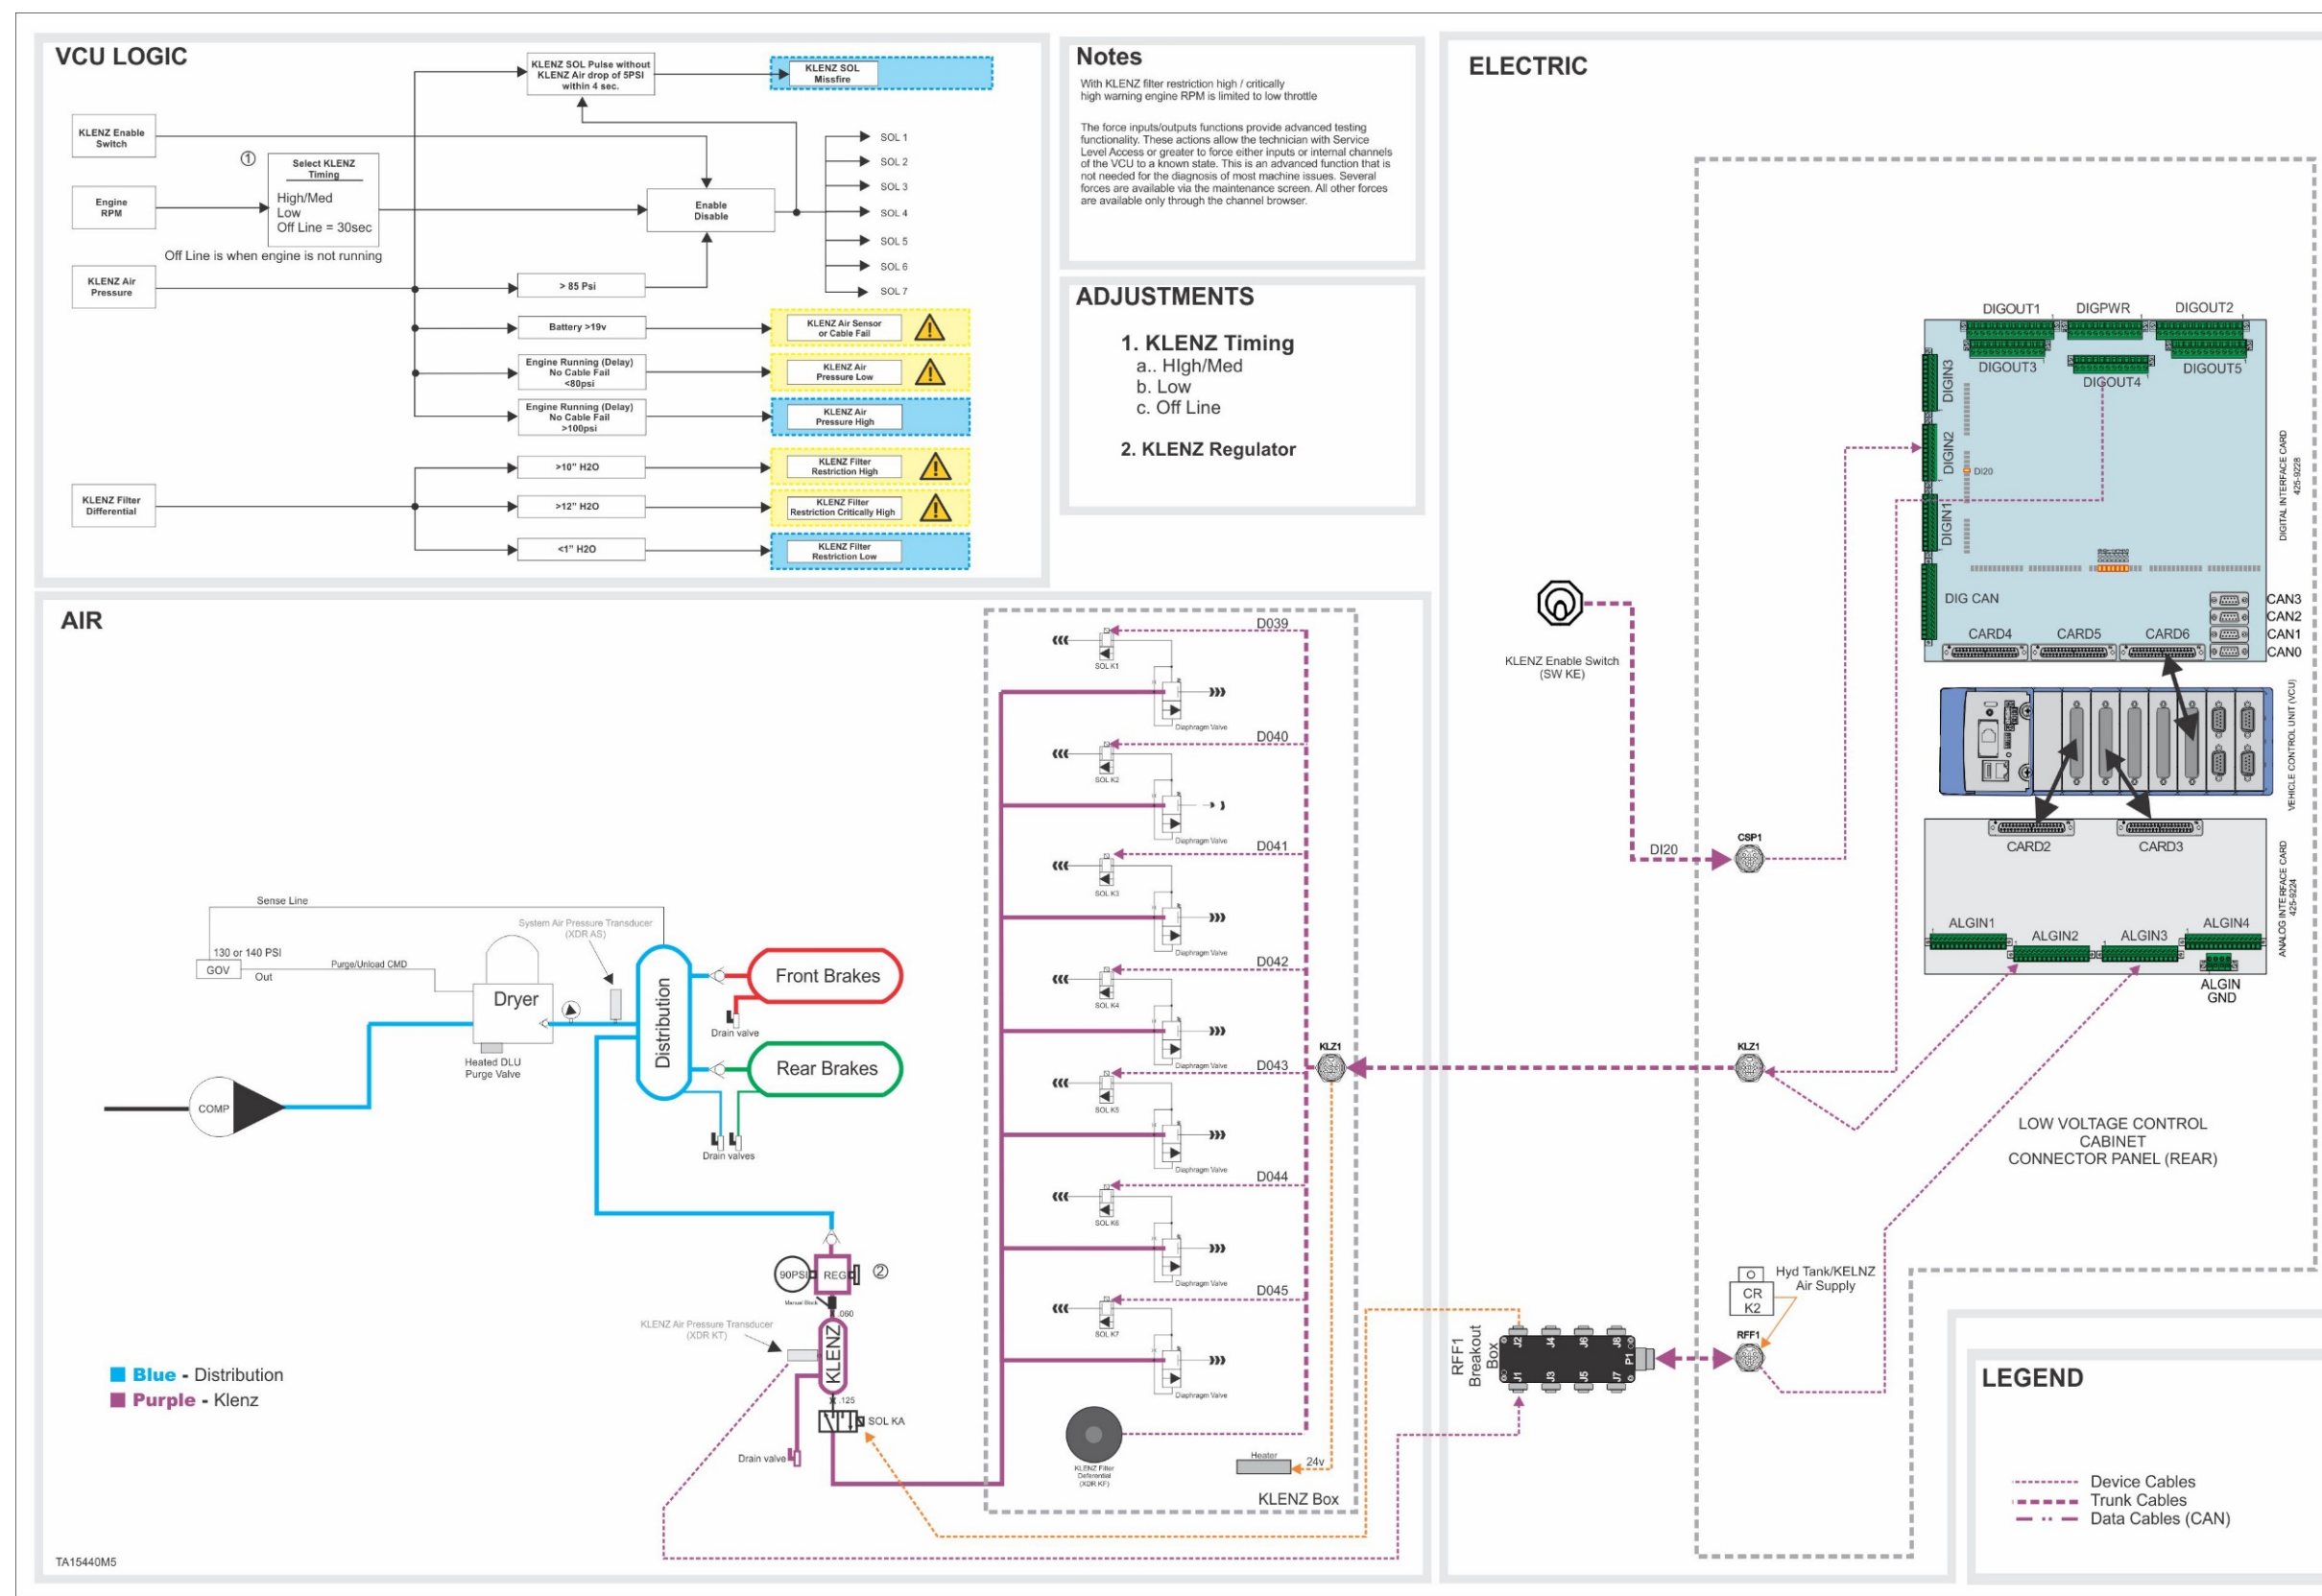 VCU LOGIC
KLENZ SOL Pulse without
KLENZ Air drop of 5PSI
within 4 sec.
KLENZ SOL
Missfire
KLENZ Enable
Switch
①
Select KLENZ
Timing
High/Med
Low
Off Line = 30sec
Engine
RPM
Off Line is when engine is not running
Enable
Disable
SOL 1
SOL 2
SOL 3
SOL 4
SOL 5
SOL 6
SOL 7
KLENZ Air
Pressure
> 85 Psi
Battery >19v
KLENZ Air Sensor
or Cable Fail
Engine Running (Delay)
No Cable Fail
<80psi
KLENZ Air
Pressure Low
Engine Running (Delay)
No Cable Fail
>100psi
KLENZ Air
Pressure High
KLENZ Filter
Differential
>10" H2O
KLENZ Filter
Restriction High
>12" H2O
KLENZ Filter
Restriction Critically High
<1" H2O
KLENZ Filter
Restriction Low
Notes
With KLENZ filter restriction high / critically
high warning engine RPM is limited to low throttle
The force inputs/outputs functions provide advanced testing
functionality. These actions allow the technician with Service
Level Access or greater to force either inputs or internal channels
of the VCU to a known state. This is an advanced function that is
not needed for the diagnosis of most machine issues. Several
forces are available via the maintenance screen. All other forces
are available only through the channel browser.
ADJUSTMENTS
1. KLENZ Timing
a.. HIgh/Med
b. Low
c. Off Line
2. KLENZ Regulator
AIR
Sense Line
130 or 140 PSI
GOV
Out
Purge/Unload CMD
System Air Pressure Transducer
(XDR AS)
Dryer
Heated DLU
Purge Valve
COMP
Distribution
Front Brakes
Drain valve
Rear Brakes
Drain valves
90PSI
REG
②
Manual Block
.060
KLENZ Air Pressure Transducer
(XDR KT)
KLENZ
.125
SOL KA
Drain valve
Blue - Distribution
Purple - Klenz
TA15440M5
D039
SOL K1
Diaphragm Valve
D040
SOL K2
Diaphragm Valve
D041
SOL K3
Diaphragm Valve
D042
SOL K4
Diaphragm Valve
D043
SOL K5
Diaphragm Valve
D044
SOL K6
Diaphragm Valve
D045
SOL K7
Diaphragm Valve
KLZ1
KLENZ Filter
Deferential
(XDR KF)
Heater
24v
KLENZ Box
ELECTRIC
KLENZ Enable Switch
(SW KE)
DI20
CSP1
KLZ1
DIGOUT1
DIGPWR
DIGOUT2
DIGOUT3
DIGOUT4
DIGOUT5
DIGIN3
DIGIN2
DIGIN1
DI20
DIG CAN
CARD4
CARD5
CARD6
CAN3
CAN2
CAN1
CAN0
DIGITAL INTERFACE CARD
425-9228
VEHICLE CONTROL UNIT (VCU)
CARD2
CARD3
ALGIN1
ALGIN2
ALGIN3
ALGIN4
ALGIN
GND
ANALOG INTERFACE CARD
425-9224
LOW VOLTAGE CONTROL
CABINET
CONNECTOR PANEL (REAR)
RFF1
Breakout
Box
J2
J4
J6
J8
J1
J3
J5
J7
P1
CR
K2
Hyd Tank/KELNZ
Air Supply
RFF1
LEGEND
Device Cables
Trunk Cables
Data Cables (CAN)